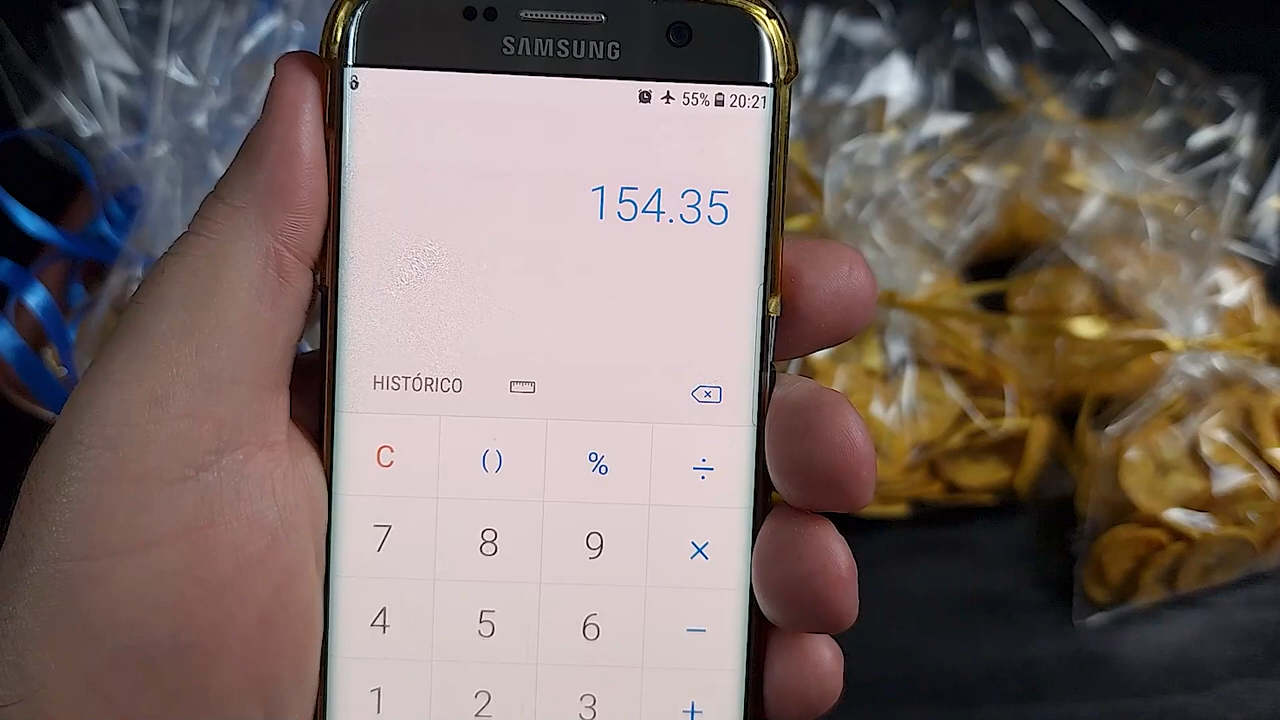 SAMSUNG
55% 20:21
154.35
HISTÓRICO
C () % ÷
7 8 9 ×
4 5 6 −
1 2 3 +